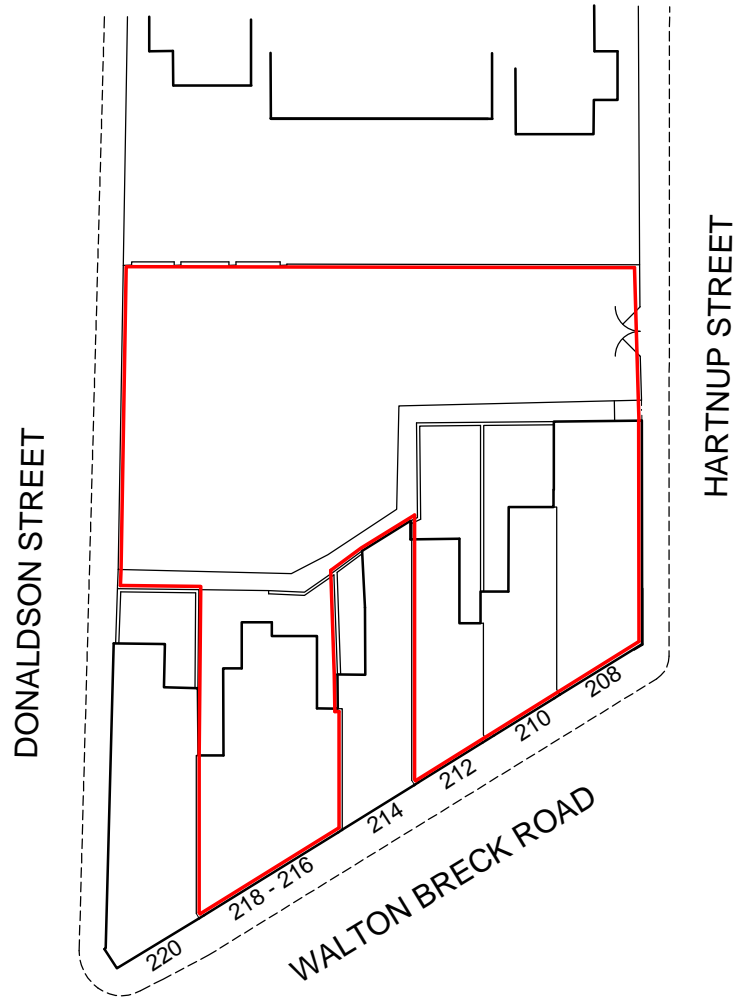 HARTNUP STREET
DONALDSON STREET
208
210
212
214
218 - 216
220
WALTON BRECK ROAD